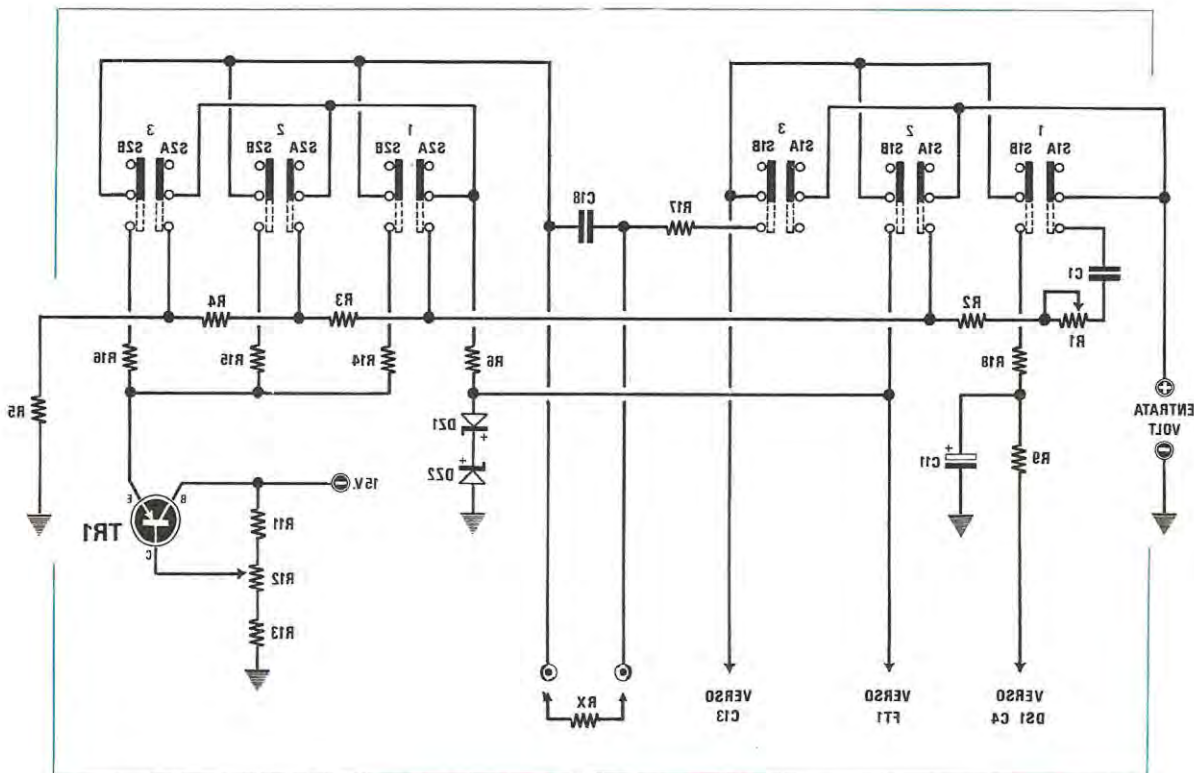 1
2
3
1
2
3
S1A S1B
S1A S1B
S1A S1B
S2A S2B
S2A S2B
S2A S2B
C1
R17
C18
R1
R2
R3
R4
R18
R6
R14
R15
R16
R5
+
ENTRATA
VOLT
-
R9
+
C11
DZ1
+
+
DZ2
15V.
-
B
E
C
TR1
R11
R12
R13
VERSO
DS1 C4
VERSO
FT1
VERSO
C13
RX